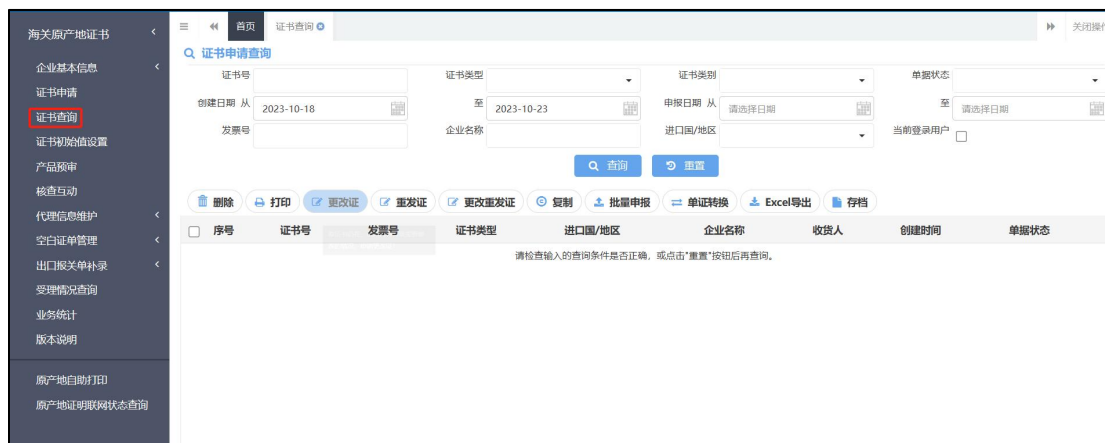 海关原产地证书
企业基本信息
证书申请
证书查询
证书初始值设置
产品预审
核查互动
代理信息维护
空白证单管理
出口报关单补录
受理情况查询
业务统计
版本说明
原产地自助打印
原产地证明联网状态查询
首页 证书查询 关闭操作
证书申请查询
证书号 证书类型 证书类别 单据状态
创建日期 从 2023-10-18 至 2023-10-23 申报日期 从 请选择日期 至 请选择日期
发票号 企业名称 进口国/地区 当前登录用户
查询 重置
删除 打印 更改证 重发证 更改重发证 复制 批量申报 单证转换 Excel导出 存档
序号 证书号 发票号 证书类型 进口国/地区 企业名称 收货人 创建时间 单据状态
请检查输入的查询条件是否正确，或点击"重置"按钮后再查询。